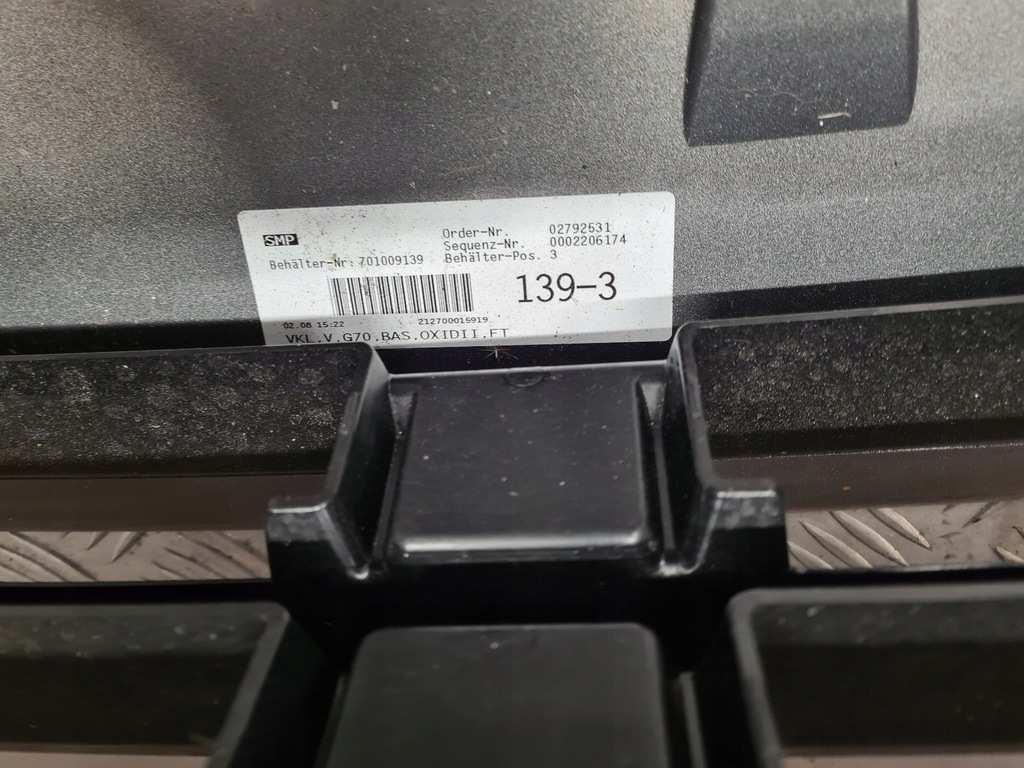 SMP
Order-Nr. 02792531
Sequenz-Nr. 0002206174
Behälter-Nr: 701009139 Behälter-Pos. 3
139-3
02.08 15:22 212700015919
VKL.V.G70.BAS.OXIDII.FT